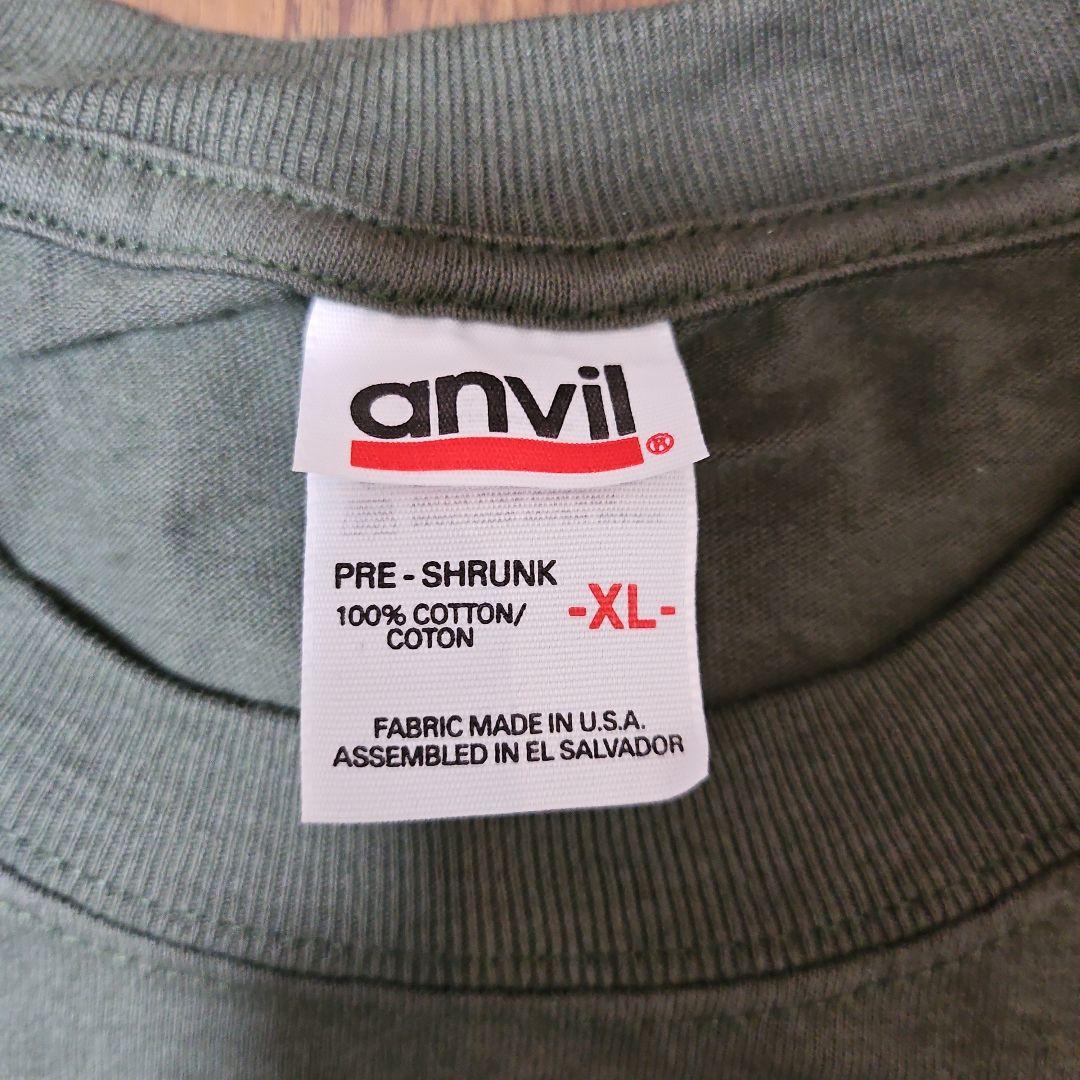 anvil®
PRE - SHRUNK
100% COTTON/
COTON
-XL-
FABRIC MADE IN U.S.A.
ASSEMBLED IN EL SALVADOR